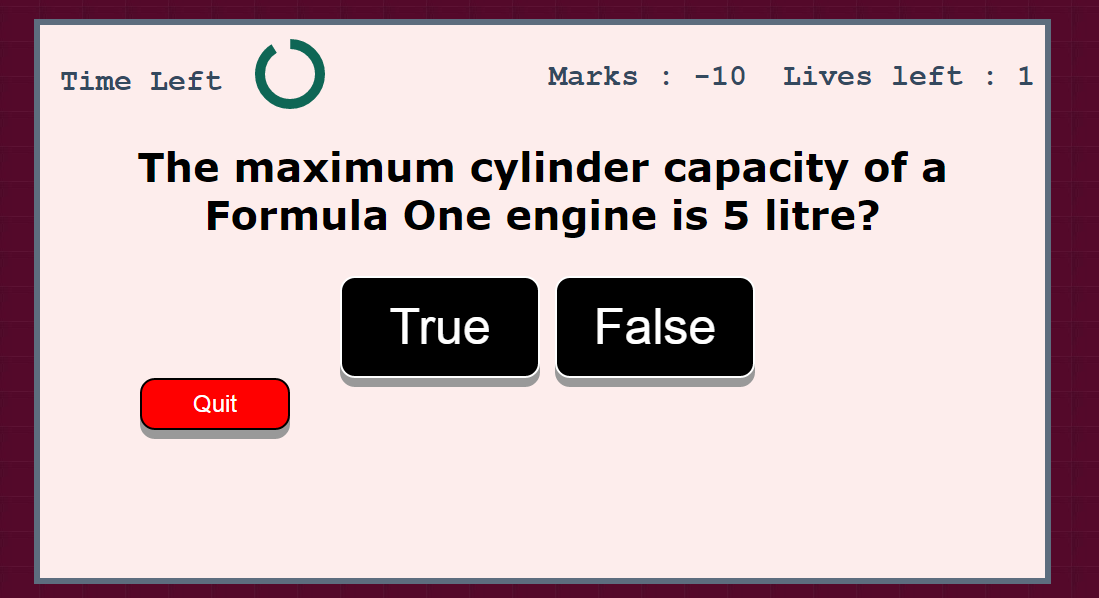 Time Left
Marks : -10 Lives left : 1
The maximum cylinder capacity of a
Formula One engine is 5 litre?
True
False
Quit